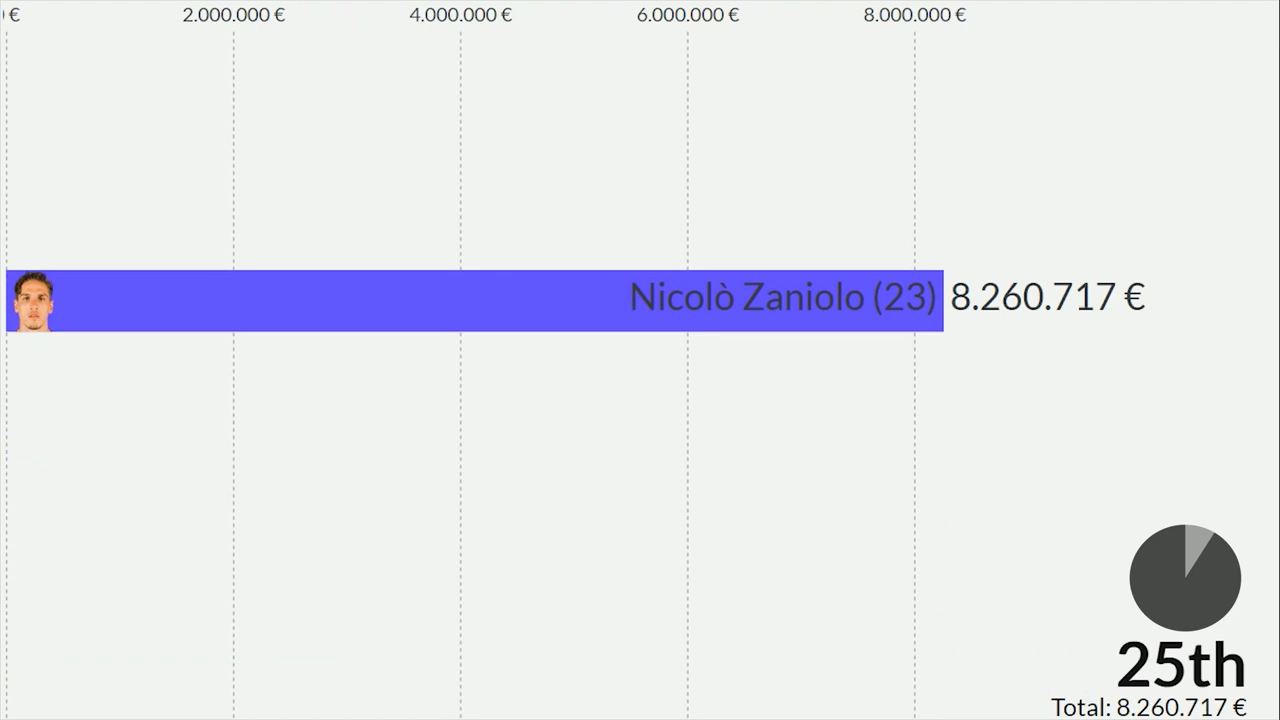 €
2.000.000 €
4.000.000 €
6.000.000 €
8.000.000 €
Nicolò Zaniolo (23) 8.260.717 €
25th
Total: 8.260.717 €